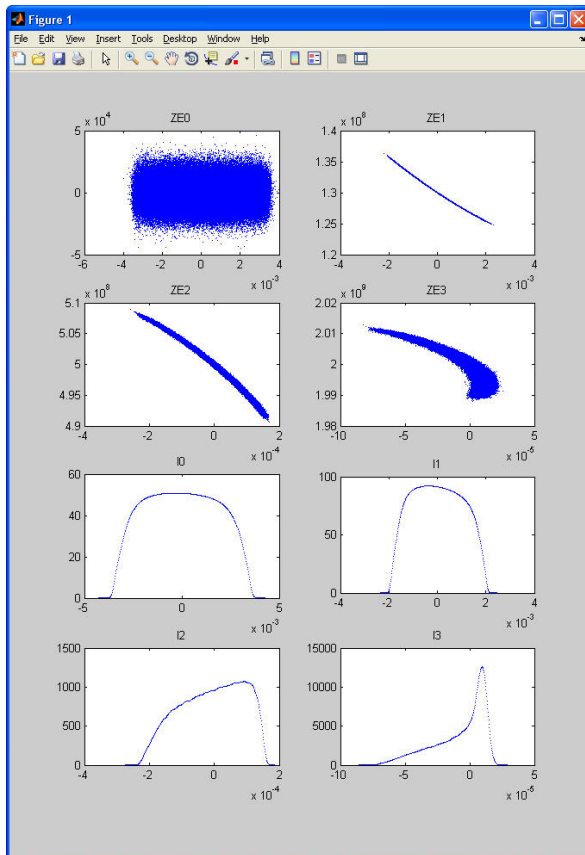 Figure 1
File Edit View Insert Tools Desktop Window Help
x 10^4 ZE0
5
0
-5
-6 -4 -2 0 2 4
x 10^-3
x 10^8 ZE1
1.4
1.35
1.3
1.25
1.2
-4 -2 0 2 4
x 10^-3
x 10^8 ZE2
5.1
5.05
5
4.95
4.9
-4 -2 0 2
x 10^-4
x 10^9 ZE3
2.02
2.01
2
1.99
1.98
-10 -5 0 5
x 10^-5
I0
60
40
20
0
-5 0 5
x 10^-3
I1
100
50
0
-4 -2 0 2 4
x 10^-3
I2
1500
1000
500
0
-4 -2 0 2
x 10^-4
I3
15000
10000
5000
0
-10 -5 0 5
x 10^-5